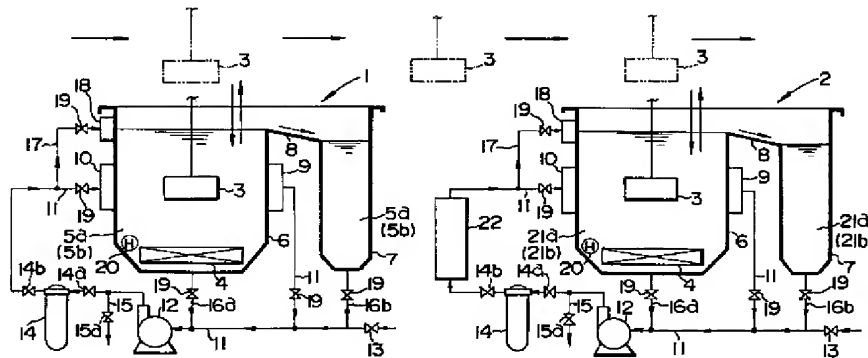 3 3 3
1 2
19 18 19 18
8 8
17 17
10 9 10 9
3 3
11 19 11 19
22
5a (5b) 5a (5b) 21a (21b) 21a (21b)
6 6
20 4 7 20 4 7
11 11
14b 14a 19 19 14b 14a 19 19
15 12 16a 19 16b 15 12 16a 19 16b
14 15a 11 13 14 15a 11 13